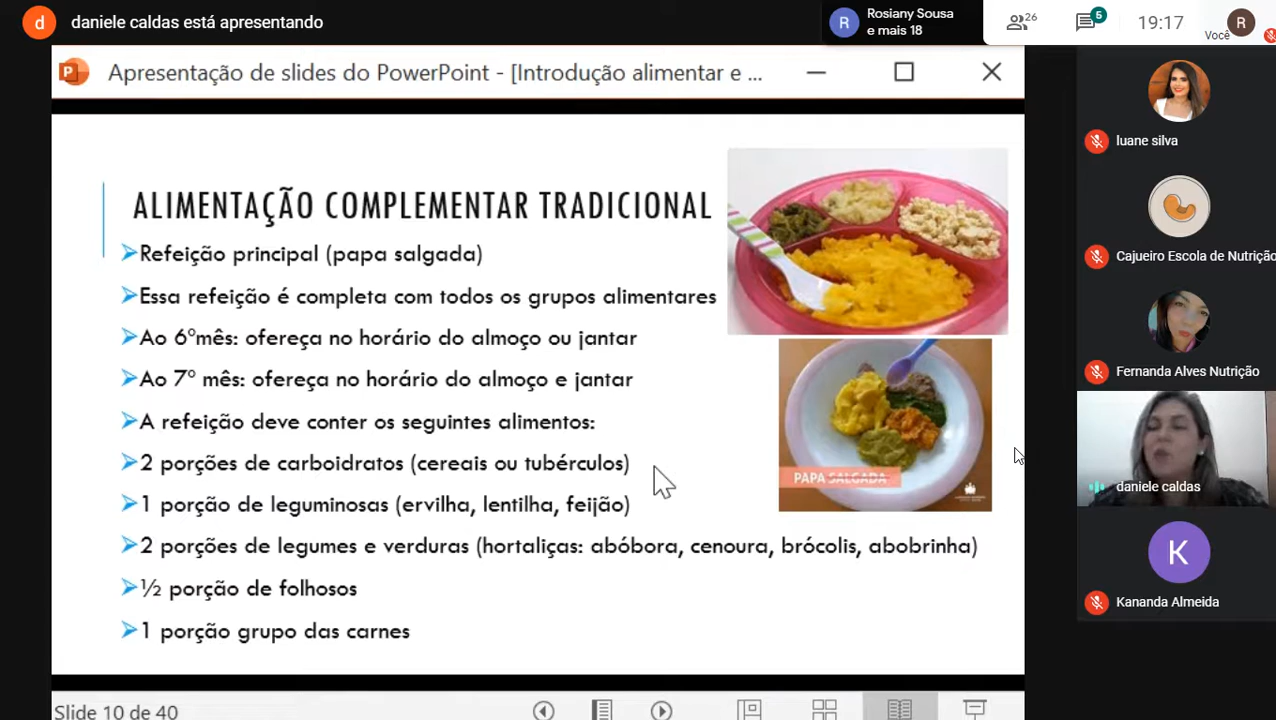 d
daniele caldas está apresentando
R
Rosiany Sousa
e mais 18
26
5
19:17
Você
R
P
Apresentação de slides do PowerPoint - [Introdução alimentar e ...
ALIMENTAÇÃO COMPLEMENTAR TRADICIONAL
Refeição principal (papa salgada)
Essa refeição é completa com todos os grupos alimentares
Ao 6ºmês: ofereça no horário do almoço ou jantar
Ao 7º mês: ofereça no horário do almoço e jantar
A refeição deve conter os seguintes alimentos:
2 porções de carboidratos (cereais ou tubérculos)
1 porção de leguminosas (ervilha, lentilha, feijão)
2 porções de legumes e verduras (hortaliças: abóbora, cenoura, brócolis, abobrinha)
½ porção de folhosos
1 porção grupo das carnes
PAPA SALGADA
Slide 10 de 40
luane silva
Cajueiro Escola de Nutrição
Fernanda Alves Nutrição
daniele caldas
K
Kananda Almeida